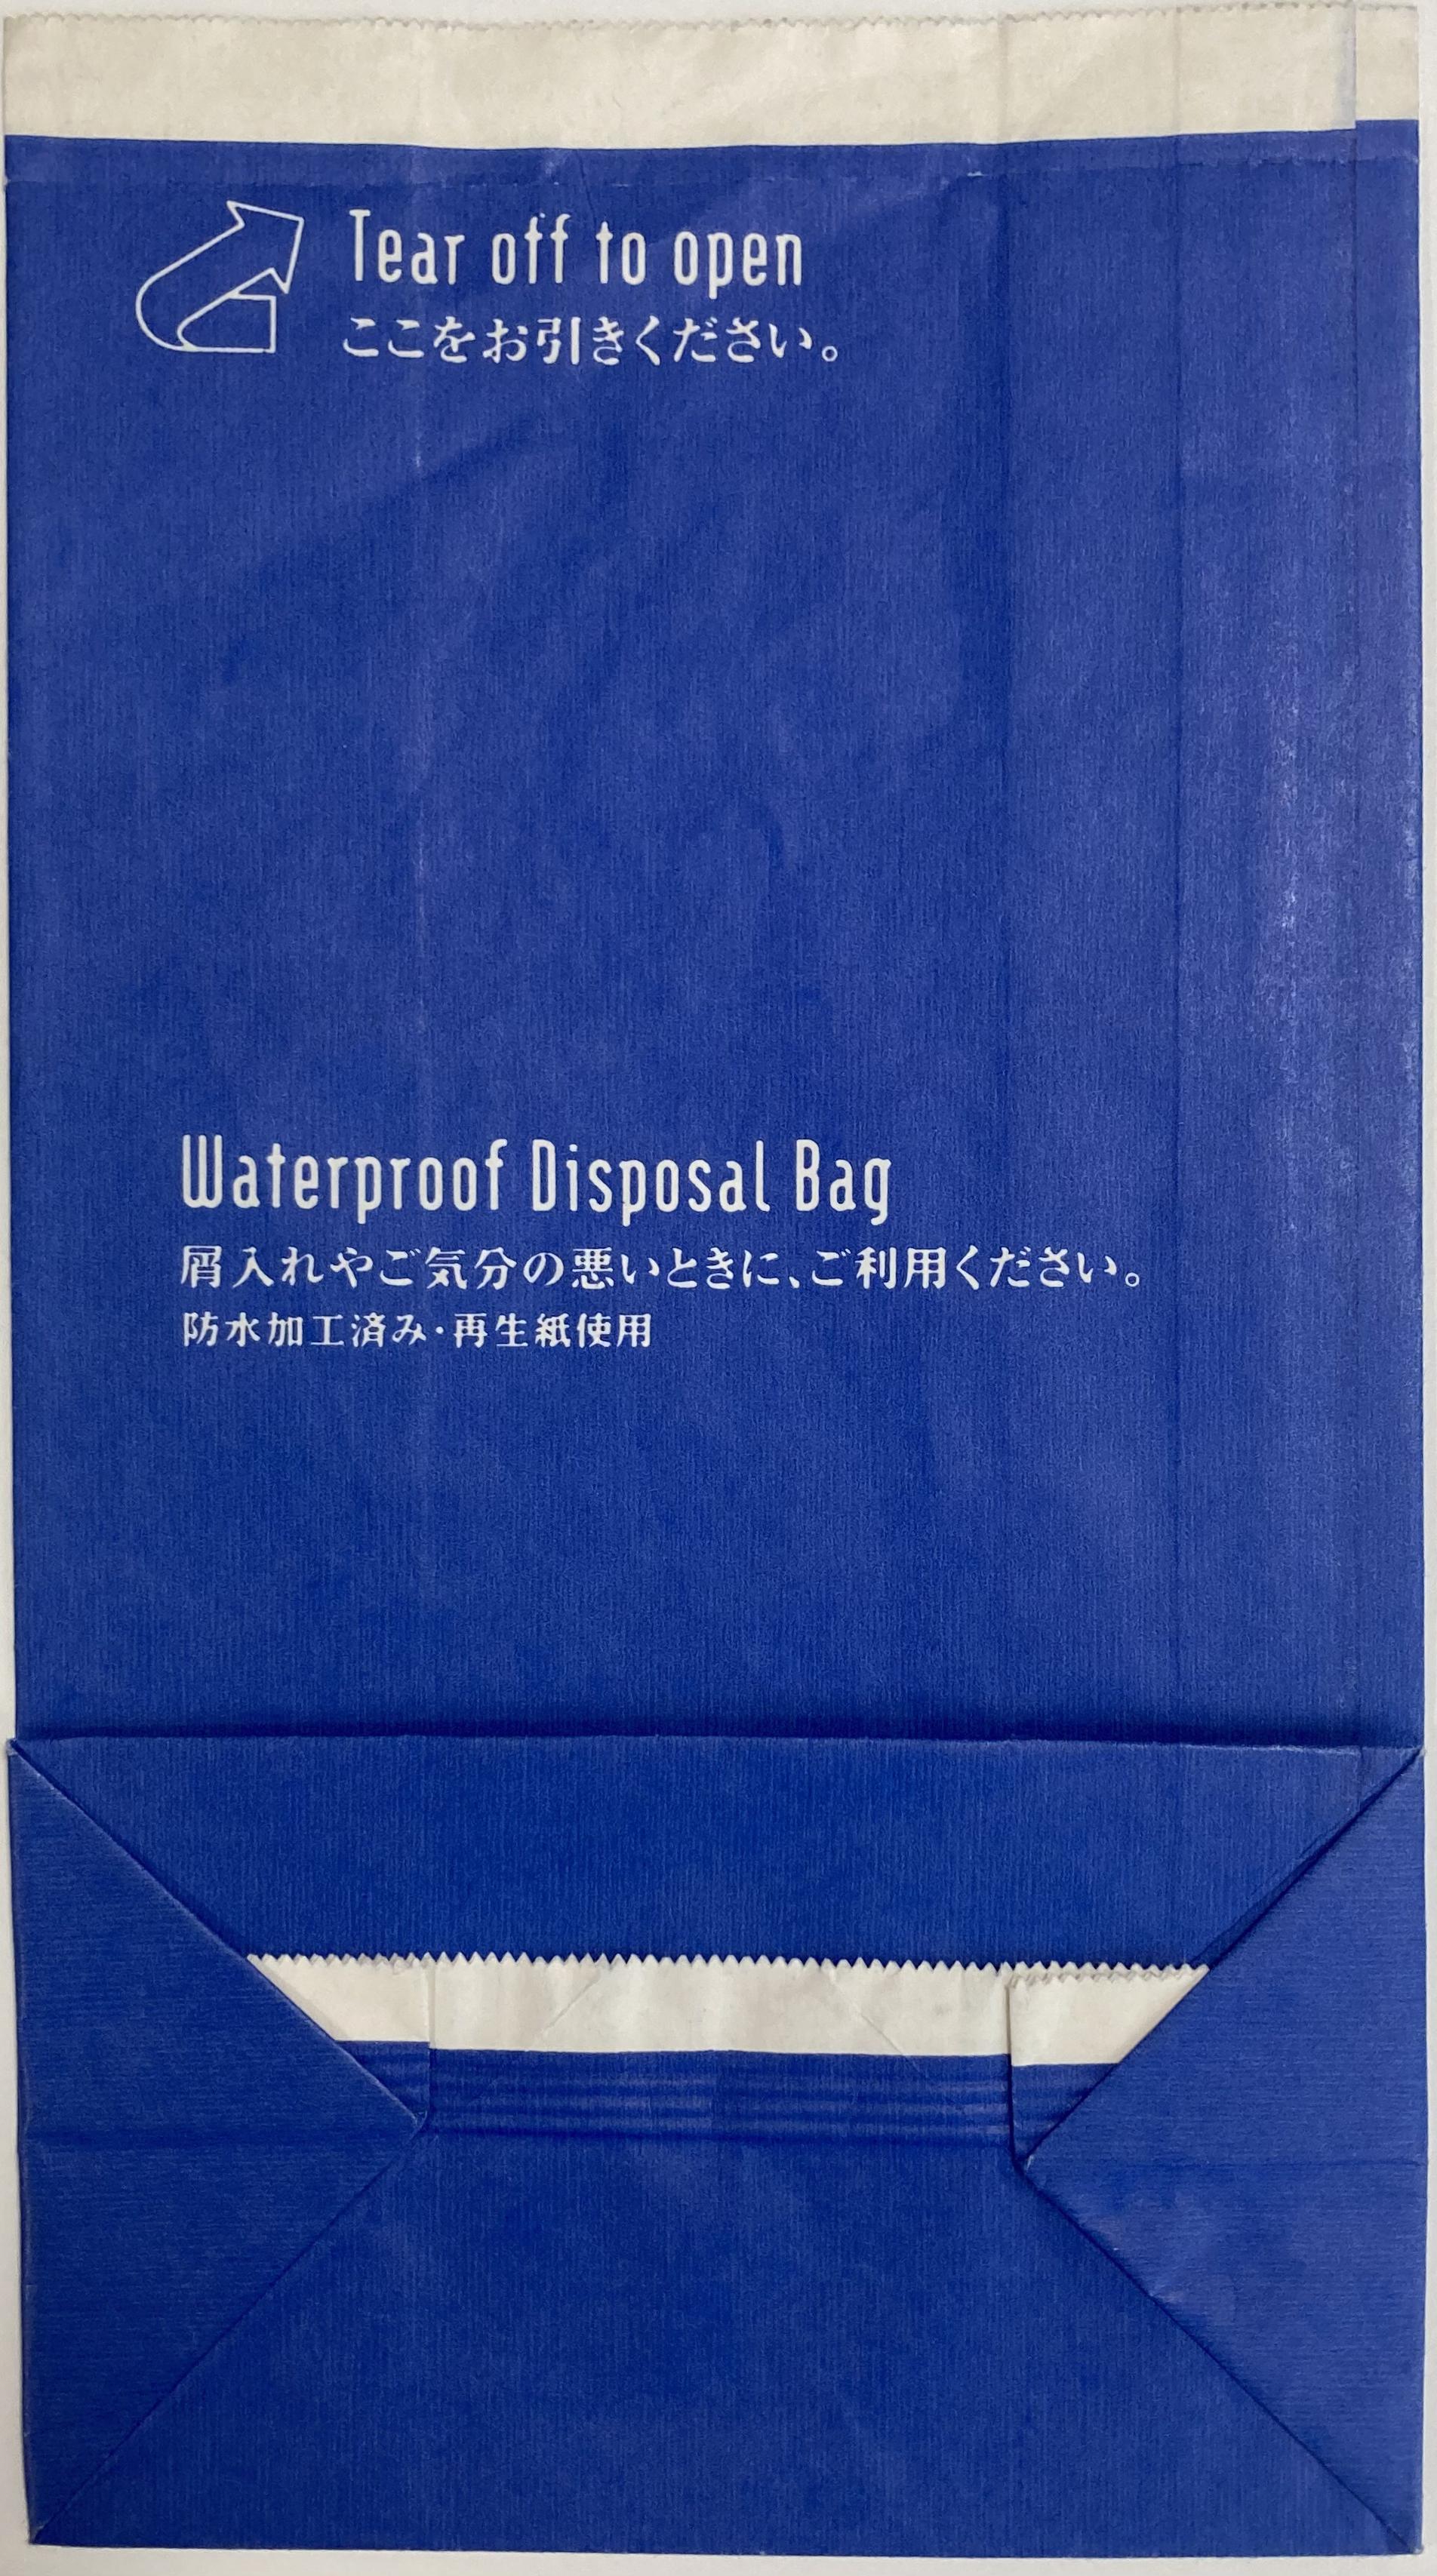 Tear off to open
ここをお引きください。
Waterproof Disposal Bag
屑入れやご気分の悪いときに、ご利用ください。
防水加工済み・再生紙使用